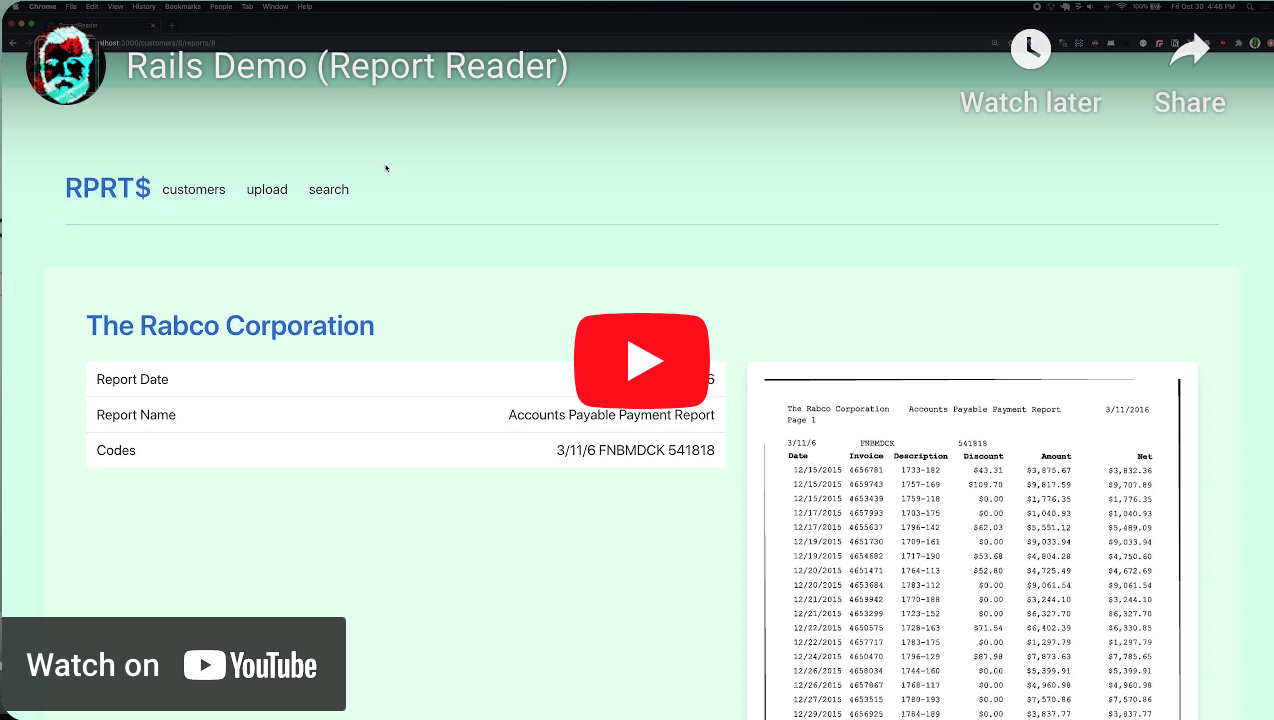 Chrome File Edit View History Bookmarks People Tab Window Help
100% Fri Oct 30 4:46 PM
lhost:3000/customers/8/reports/8
Rails Demo (Report Reader)
Watch later Share
RPRT$ customers upload search
The Rabco Corporation
Report Date 6
Report Name Accounts Payable Payment Report
Codes 3/11/6 FNBMDCK 541818
The Rabco Corporation Accounts Payable Payment Report 3/11/2016
Page 1
3/11/6 FNBMDCK 541818
Date Invoice Description Discount Amount Net
12/15/2015 4656781 1733-182 $43.31 $3,875.67 $3,832.36
12/15/2015 4659743 1757-169 $109.70 $9,817.59 $9,707.89
12/15/2015 4653439 1759-118 $0.00 $1,776.35 $1,776.35
12/17/2015 4657993 1703-175 $0.00 $1,040.93 $1,040.93
12/17/2015 4655637 1796-142 $62.03 $5,551.12 $5,489.09
12/19/2015 4651730 1709-161 $0.00 $9,033.94 $9,033.94
12/19/2015 4654682 1717-190 $53.68 $4,804.28 $4,750.60
12/20/2015 4651471 1764-113 $52.80 $4,725.49 $4,672.69
12/20/2015 4653684 1783-112 $0.00 $9,061.54 $9,061.54
12/21/2015 4659942 1770-188 $0.00 $3,244.10 $3,244.10
12/21/2015 4653299 1723-152 $0.00 $6,327.70 $6,327.70
12/22/2015 4650575 1728-163 $71.54 $6,402.39 $6,330.85
12/22/2015 4657717 1783-175 $0.00 $1,297.79 $1,297.79
12/24/2015 4650470 1796-129 $87.98 $7,873.63 $7,785.65
12/26/2015 4658034 1744-160 $0.00 $5,399.91 $5,399.91
12/26/2015 4657867 1768-117 $0.00 $4,960.98 $4,960.98
12/27/2015 4653515 1780-193 $0.00 $7,570.86 $7,570.86
12/29/2015 4656925 1784-189 $0.00 $3,837.77 $3,837.77
Watch on YouTube